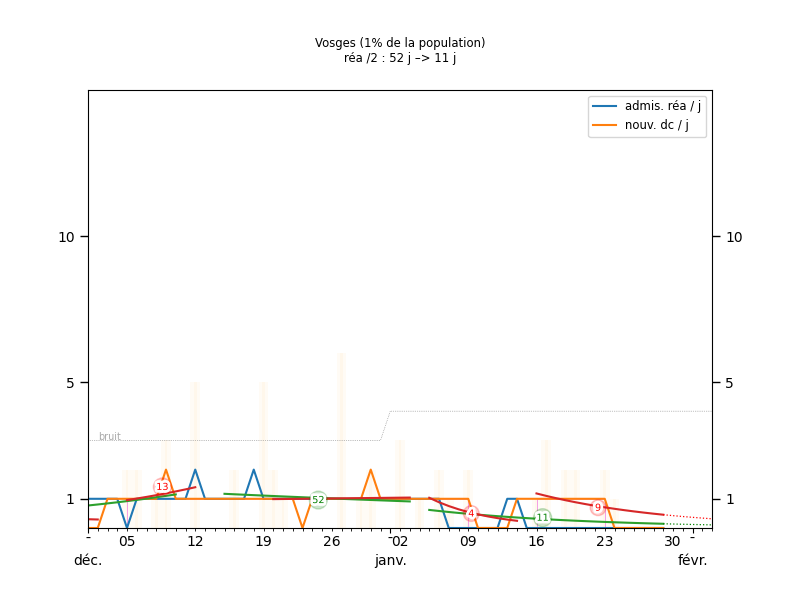 Vosges (1% de la population)
réa /2 : 52 j –> 11 j
admis. réa / j
nouv. dc / j
10
10
5
5
bruit
13
52
4
11
9
1
1
05
12
19
26
02
09
16
23
30
déc.
janv.
févr.